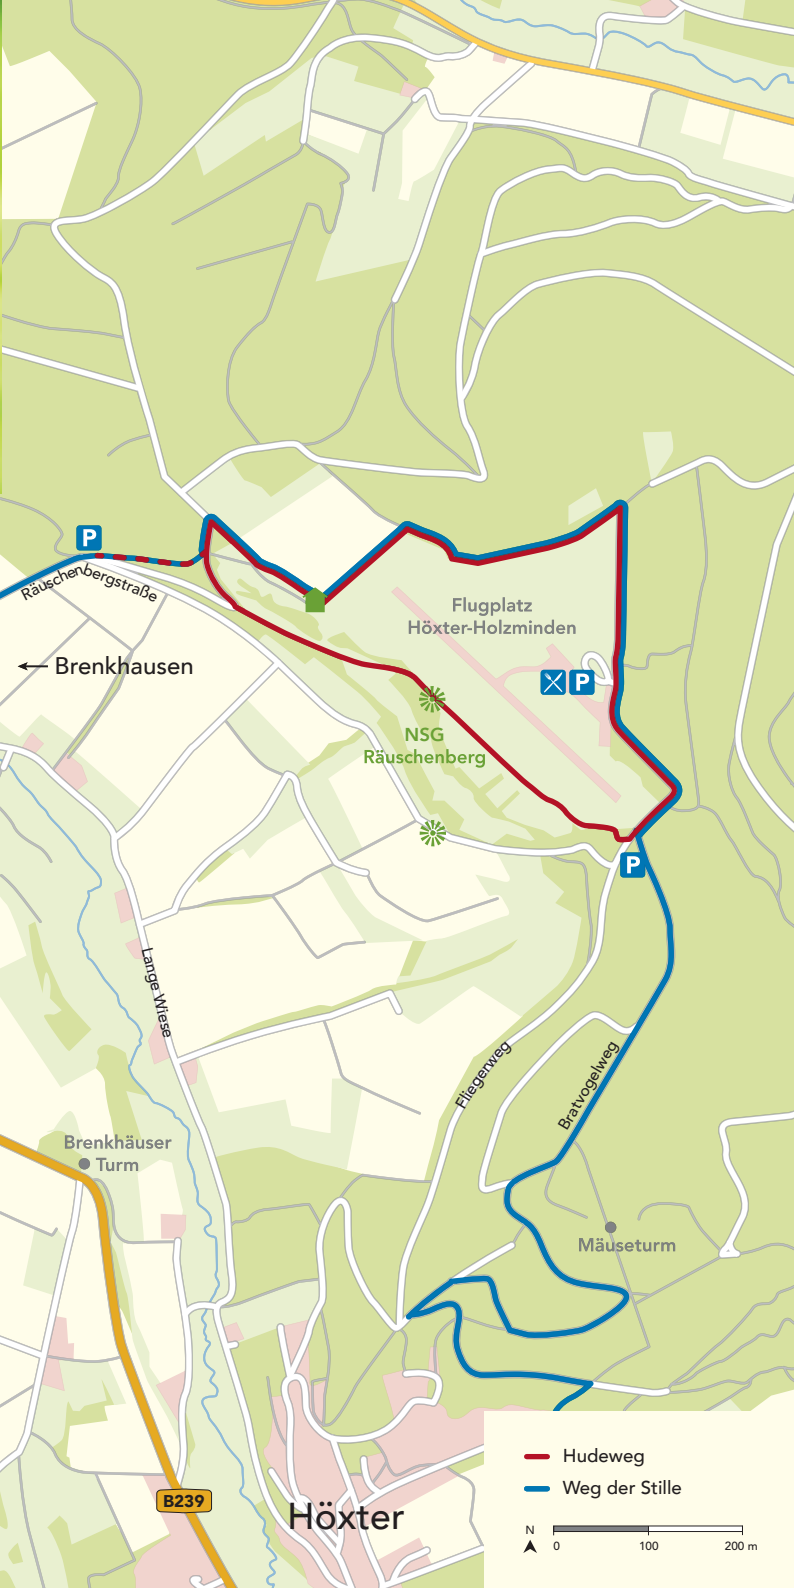 P
Räuschenbergstraße
Brenkhausen
Flugplatz
Höxter-Holzminden
P
NSG
Räuschenberg
P
Lange Wiese
Fliegerweg
Bratvogelweg
Brenkhäuser
Turm
Mäuseturm
B239
Höxter
Hudeweg
Weg der Stille
N
0 100 200 m